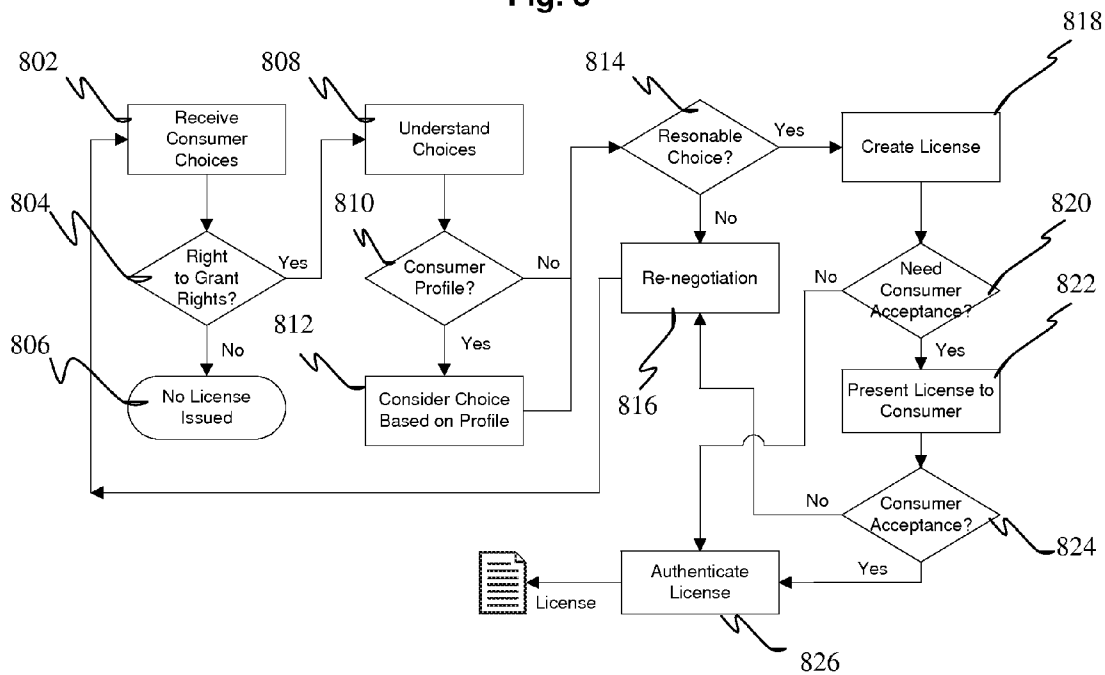 818
802
808
814
Receive
Consumer
Choices
Understand
Choices
Resonable
Choice?
Yes
Create License
804
810
820
No
Right
to Grant
Rights?
Yes
Consumer
Profile?
No
Re-negotiation
No
Need
Consumer
Acceptance?
822
806
No
812
Yes
Yes
No License
Issued
Consider Choice
Based on Profile
816
Present License to
Consumer
No
Consumer
Acceptance?
824
Authenticate
License
Yes
License
826